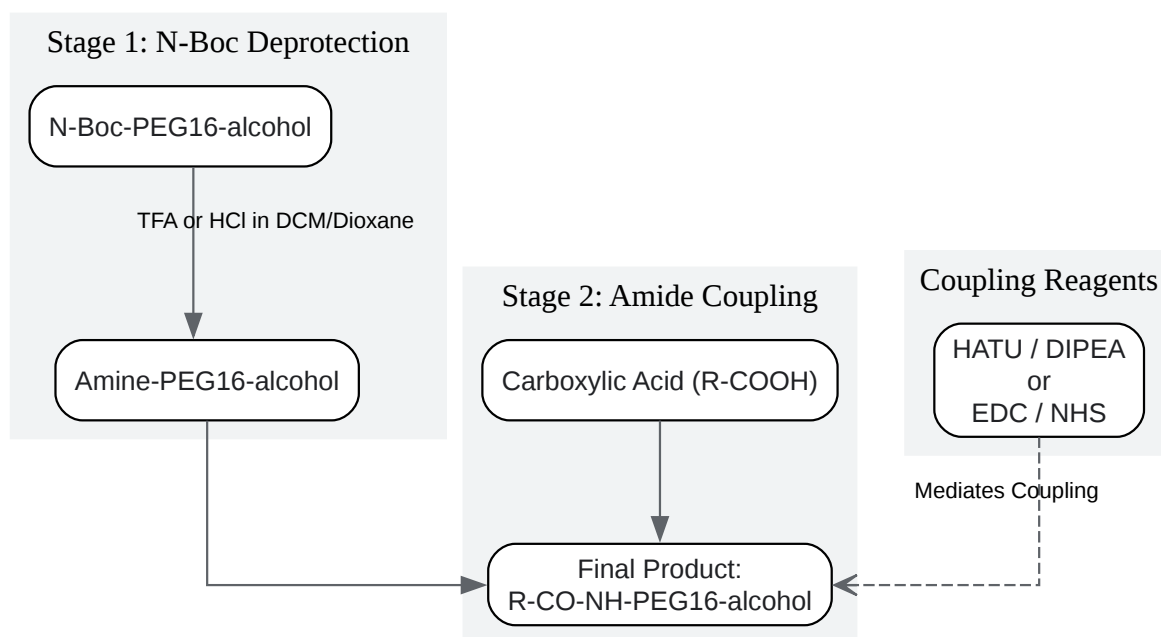 Stage 1: N-Boc Deprotection
N-Boc-PEG16-alcohol
TFA or HCl in DCM/Dioxane
Amine-PEG16-alcohol
Stage 2: Amide Coupling
Carboxylic Acid (R-COOH)
Final Product:
R-CO-NH-PEG16-alcohol
Coupling Reagents
HATU / DIPEA
or
EDC / NHS
Mediates Coupling